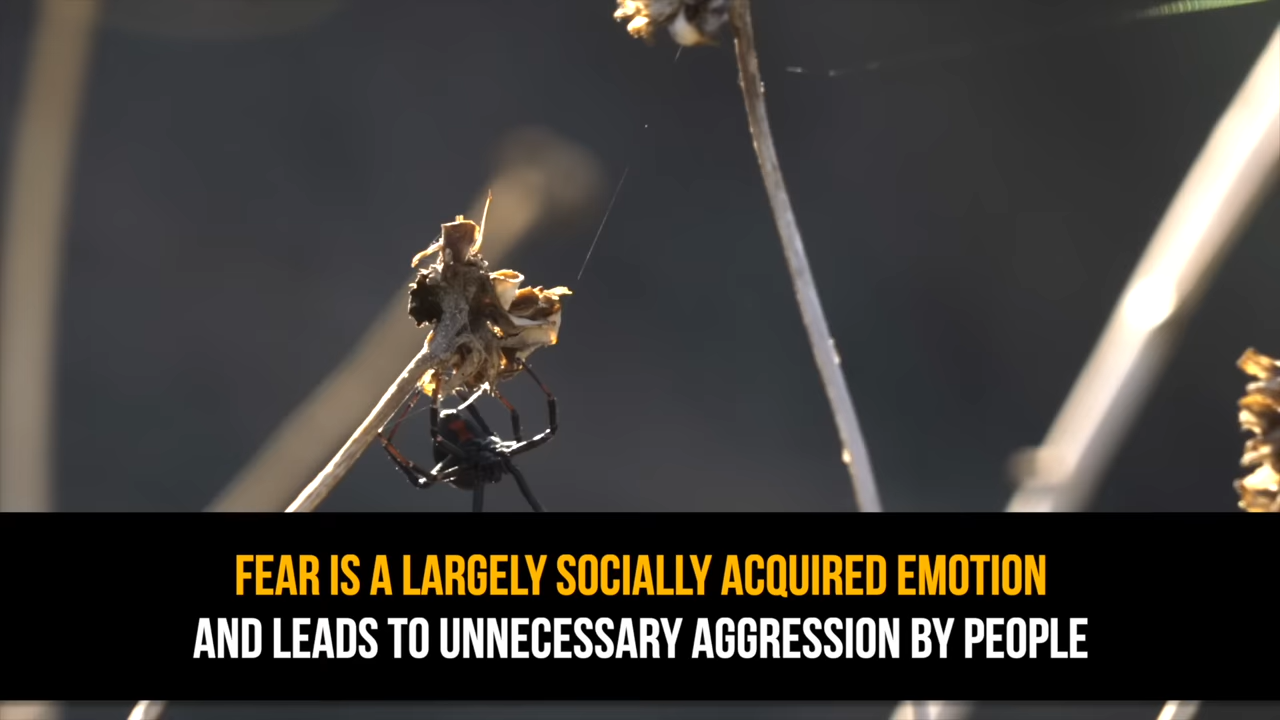 FEAR IS A LARGELY SOCIALLY ACQUIRED EMOTION
AND LEADS TO UNNECESSARY AGGRESSION BY PEOPLE